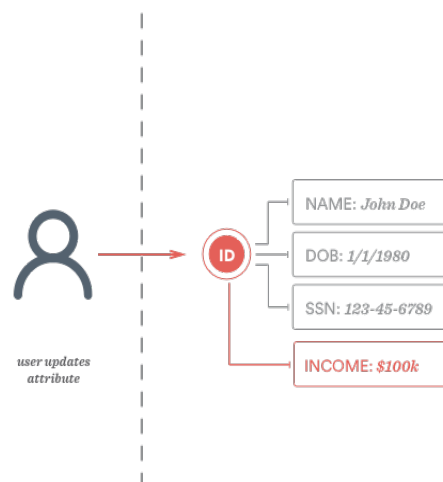 NAME: John Doe
ID
DOB: 1/1/1980
SSN: 123-45-6789
user updates
attribute
INCOME: $100k